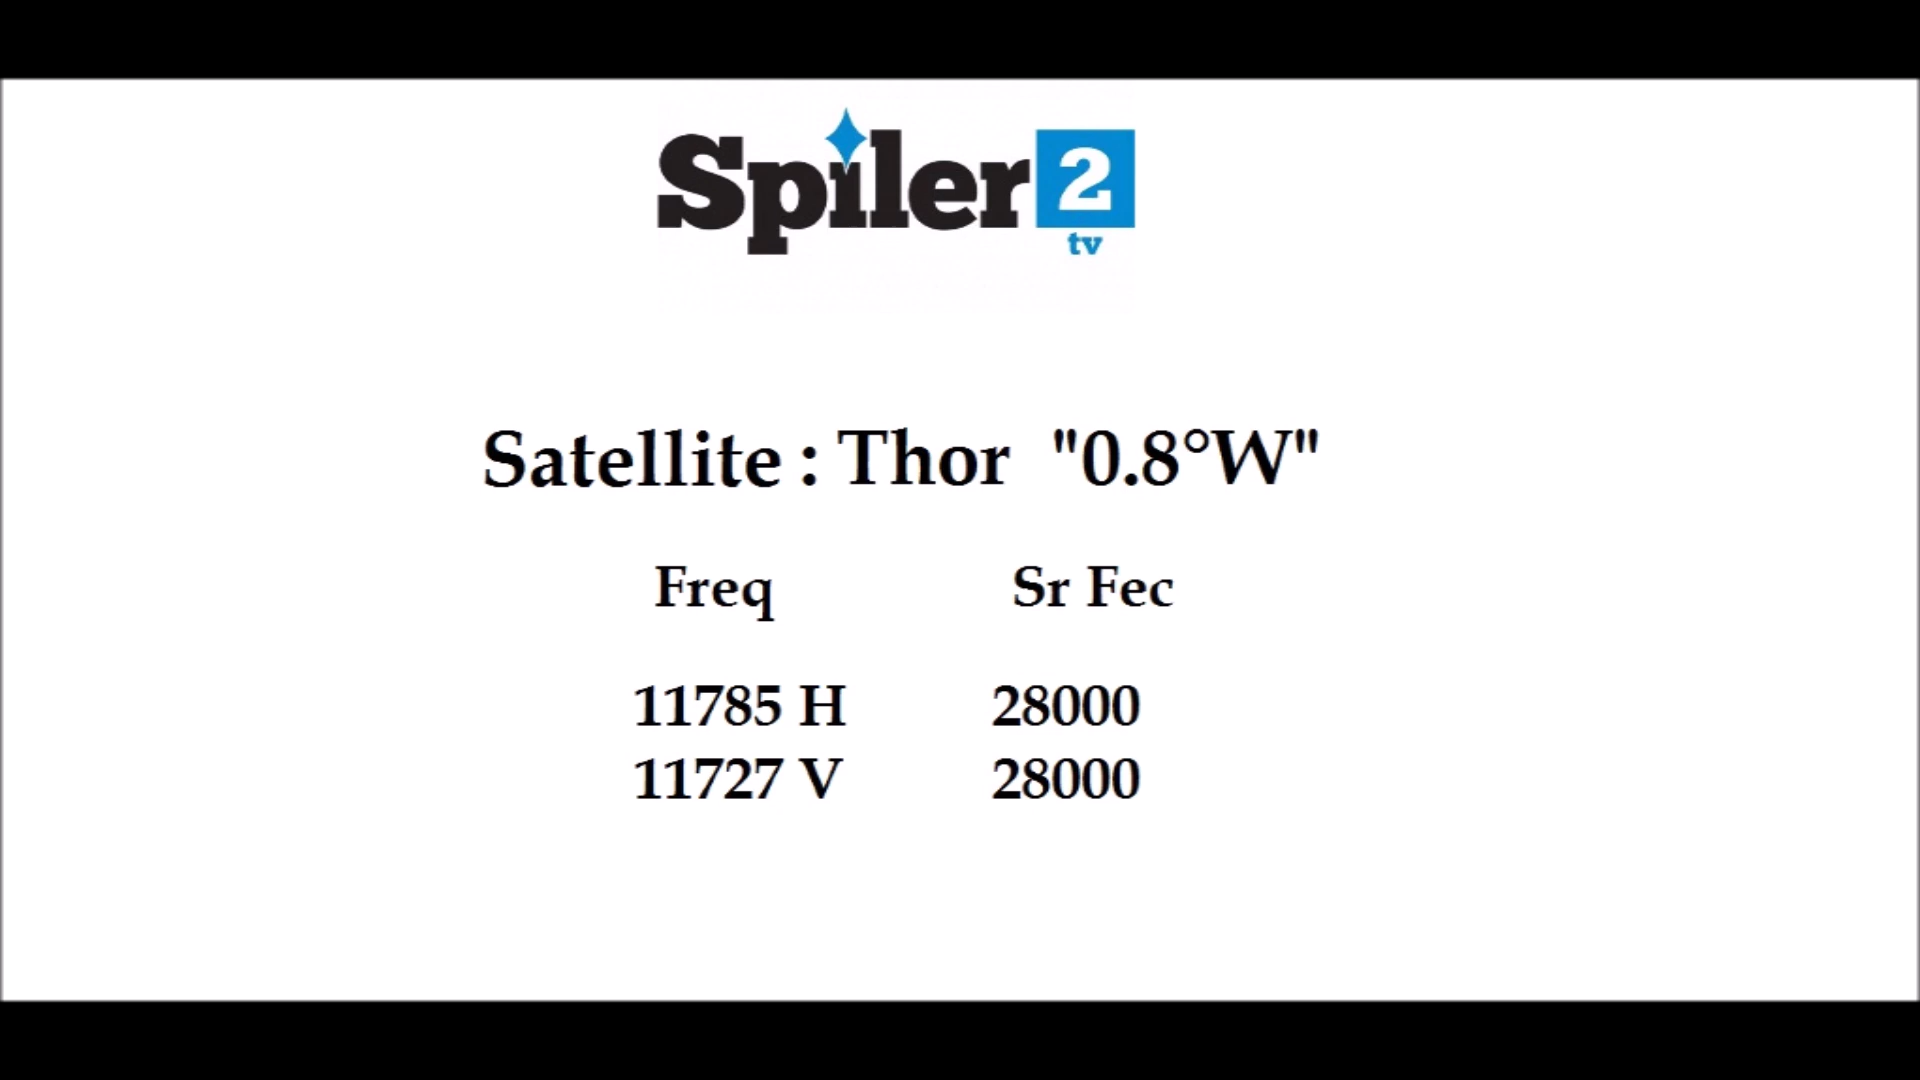 Spiler 2
tv
Satellite : Thor "0.8°W"
Freq Sr Fec
11785 H 28000
11727 V 28000